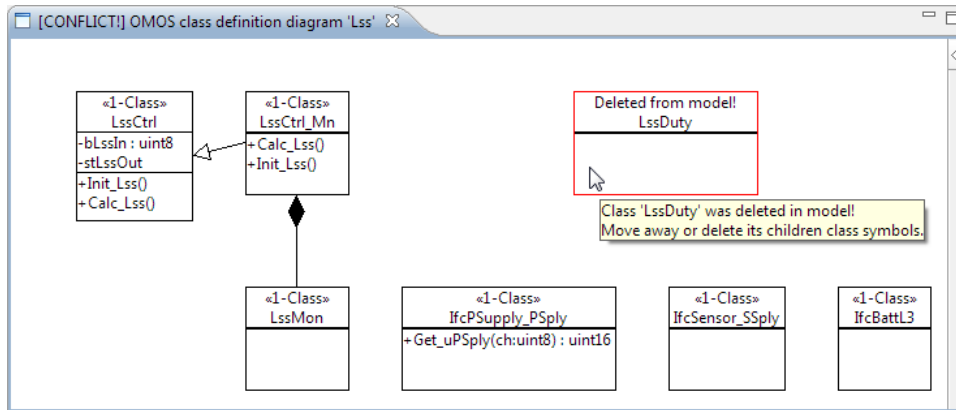 [CONFLICT!] OMOS class definition diagram 'Lss'
«1-Class»
LssCtrl
-bLssIn : uint8
-stLssOut
+Init_Lss()
+Calc_Lss()
«1-Class»
LssCtrl_Mn
+Calc_Lss()
+Init_Lss()
Deleted from model!
LssDuty
Class 'LssDuty' was deleted in model!
Move away or delete its children class symbols.
«1-Class»
LssMon
«1-Class»
IfcPSupply_PSply
+Get_uPSply(ch:uint8) : uint16
«1-Class»
IfcSensor_SSply
«1-Class»
IfcBattL3